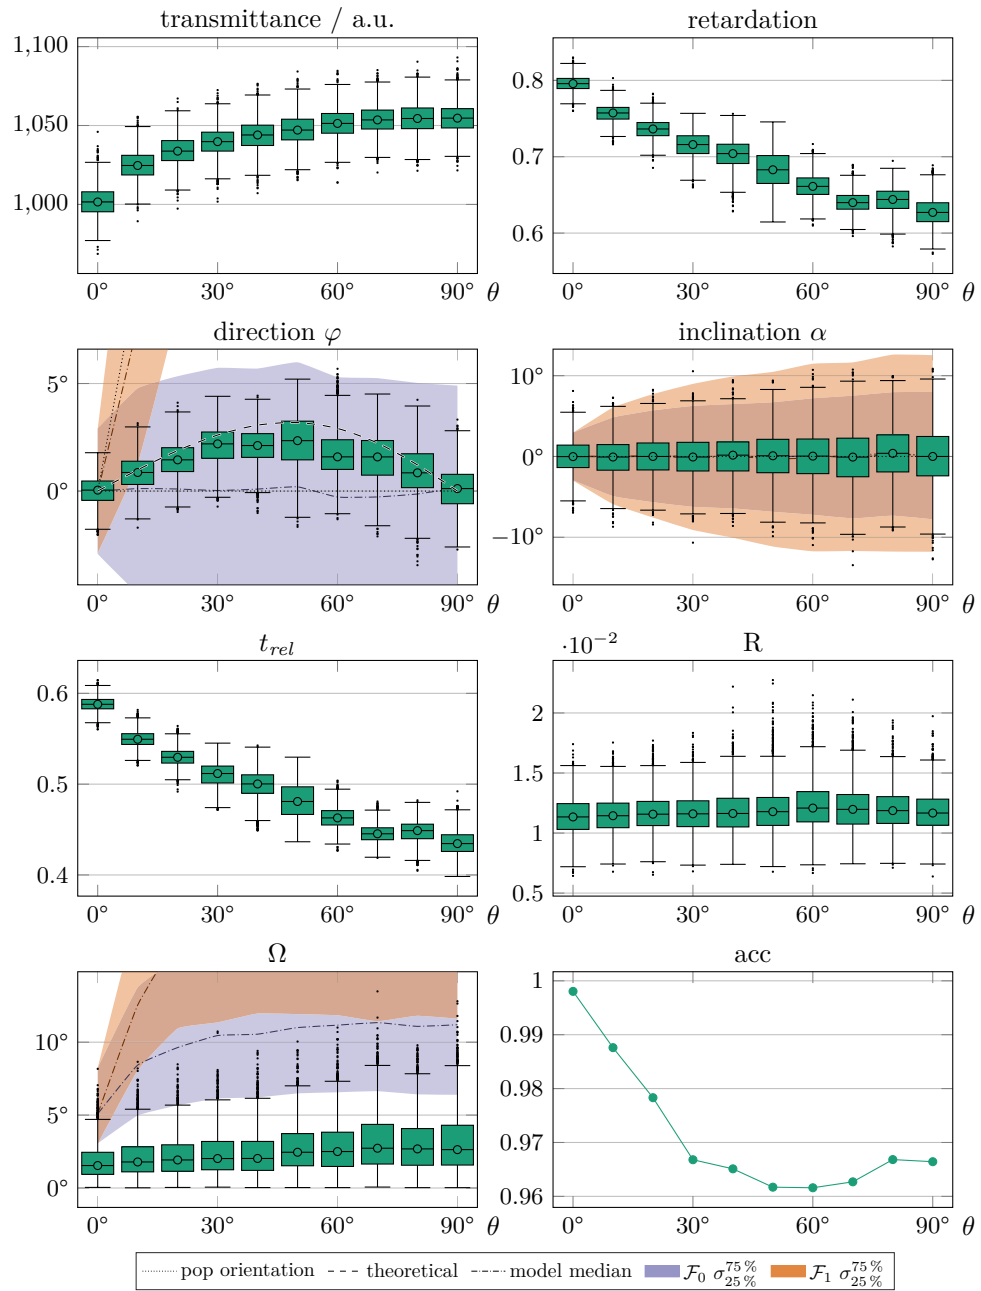 transmittance / a.u.
1,100
1,050
1,000
0° 30° 60° 90° θ
retardation
0.8
0.7
0.6
0° 30° 60° 90° θ
direction φ
5°
0°
0° 30° 60° 90° θ
inclination α
10°
0°
−10°
0° 30° 60° 90° θ
t_rel
0.6
0.5
0.4
0° 30° 60° 90° θ
·10⁻² R
2
1.5
1
0.5
0° 30° 60° 90° θ
Ω
10°
5°
0°
0° 30° 60° 90° θ
acc
1
0.99
0.98
0.97
0.96
0° 30° 60° 90° θ
pop orientation theoretical model median F₀ σ 75 % 25 % F₁ σ 75 % 25 %